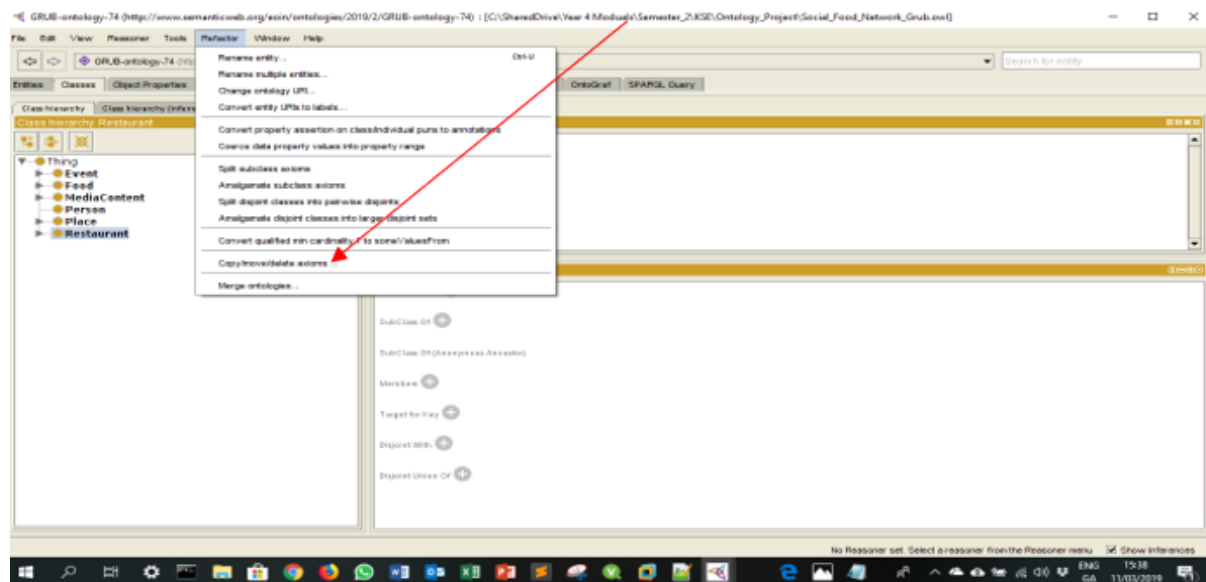 GRUB-ontology-74 (http://www.semanticweb.org/eoin/ontologies/2019/2/GRUB-ontology-74) : [C:\SharedDrive\Year 4 Moduals\Semester_2\KSE\Ontology_Project\Social_Food_Network_Grub.owl]
File Edit View Reasoner Tools Refactor Window Help
GRUB-ontology-74 Search for entity
Entities Classes Object Properties OntoGraf SPARQL Query
Class hierarchy Class hierarchy
Class hierarchy: Restaurant
Rename entity... Ctrl-U
Rename multiple entities...
Change ontology URI...
Convert entity URIs to labels...
Convert property assertion on class/individual puns to annotations
Coerce data property values into property range
Split subclass axioms
Amalgamate subclass axioms
Split disjoint classes into pairwise disjoints
Amalgamate disjoint classes into larger disjoint sets
Convert qualified min cardinality 1 to someValuesFrom
Copy/move/delete axioms ...
Merge ontologies...
Thing
Event
Food
MediaContent
Person
Place
Restaurant
SubClass Of
SubClass Of (Anonymous Ancestor)
Members
Target for Key
Disjoint With
Disjoint Union Of
No Reasoner set. Select a reasoner from the Reasoner menu Show Inferences
ENG 15:38
GA 11/03/2019